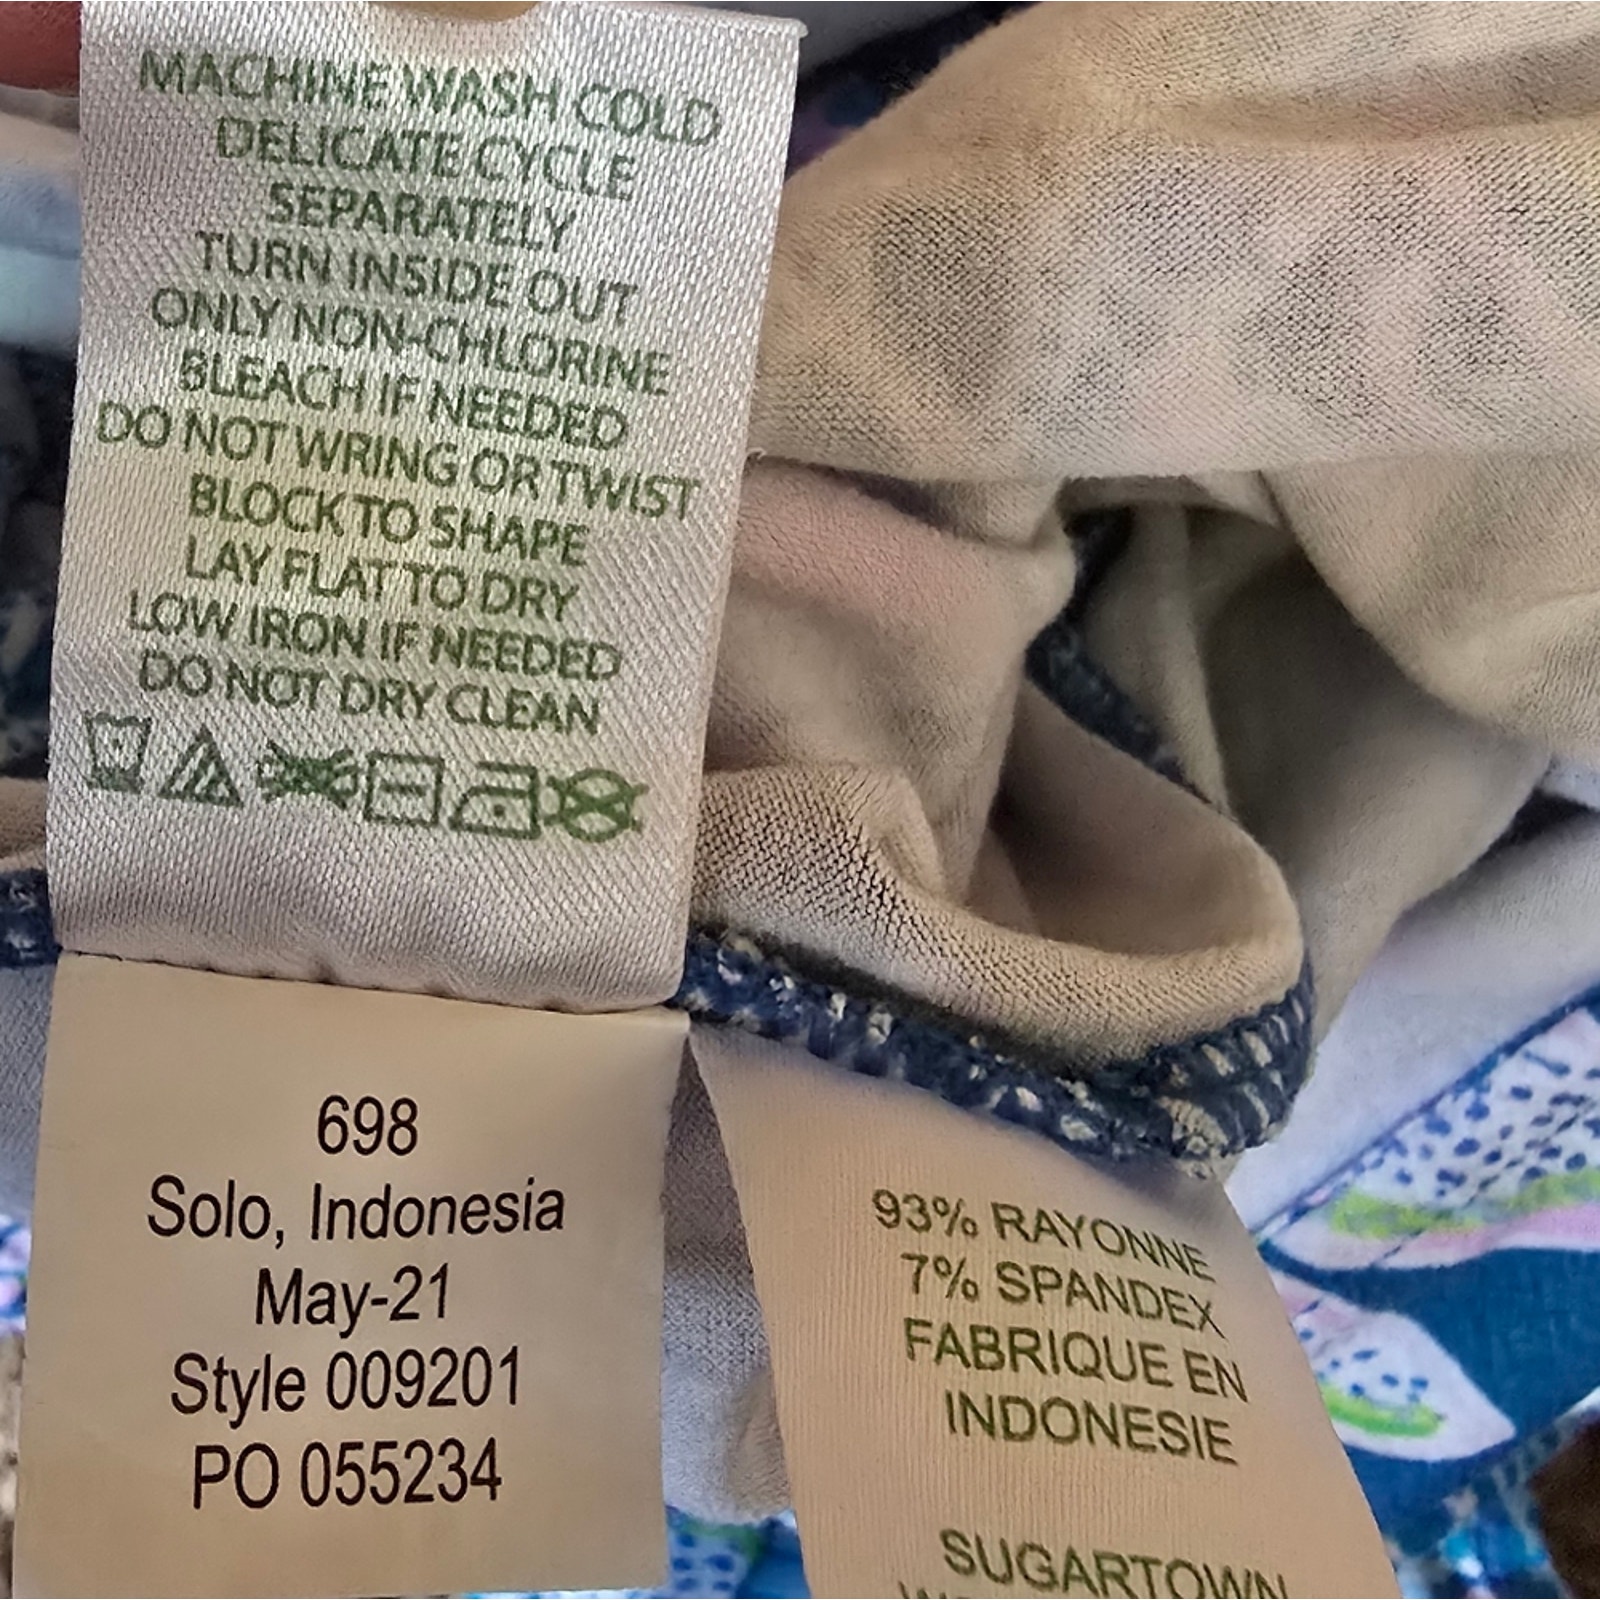 MACHINE WASH COLD
DELICATE CYCLE
SEPARATELY
TURN INSIDE OUT
ONLY NON-CHLORINE
BLEACH IF NEEDED
DO NOT WRING OR TWIST
BLOCK TO SHAPE
LAY FLAT TO DRY
LOW IRON IF NEEDED
DO NOT DRY CLEAN
698
Solo, Indonesia
May-21
Style 009201
PO 055234
93% RAYONNE
7% SPANDEX
FABRIQUE EN
INDONESIE
SUGARTOWN